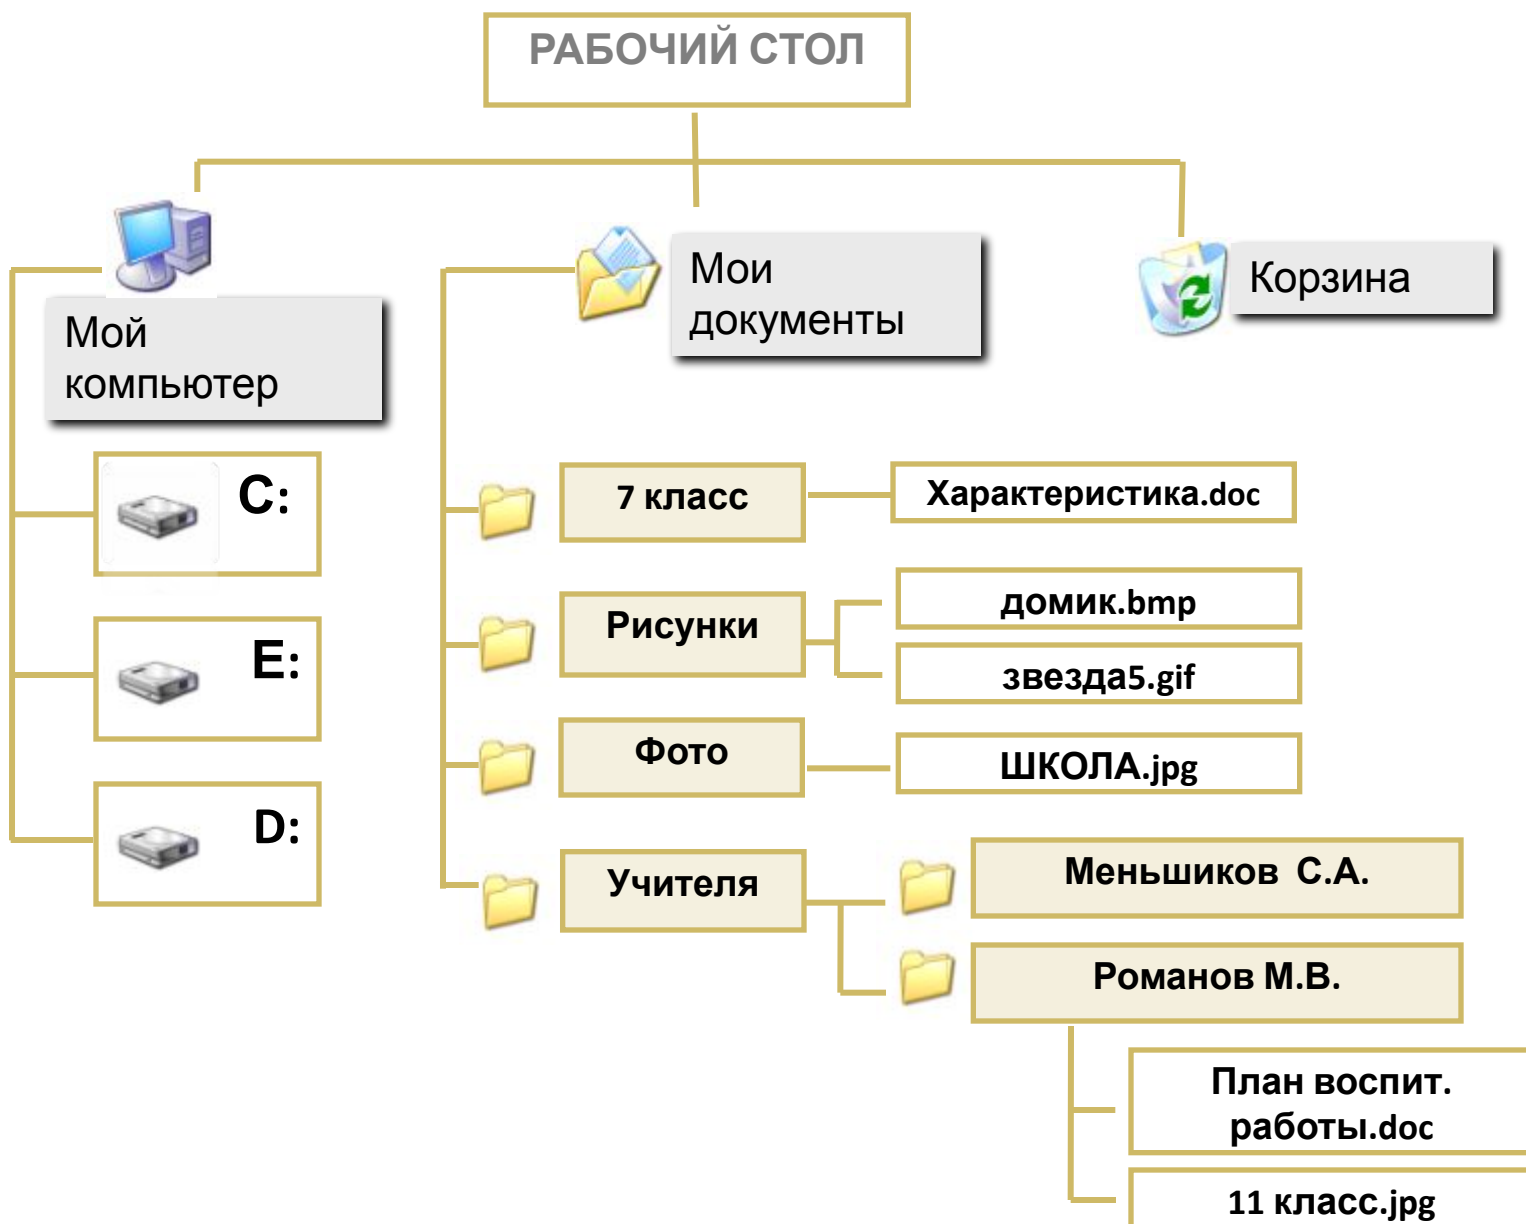 РАБОЧИЙ СТОЛ
Мой
компьютер
Мои
документы
Корзина
C:
E:
D:
7 класс
Характеристика.doc
Рисунки
домик.bmp
звезда5.gif
Фото
ШКОЛА.jpg
Учителя
Меньшиков С.А.
Романов М.В.
План воспит.
работы.doc
11 класс.jpg